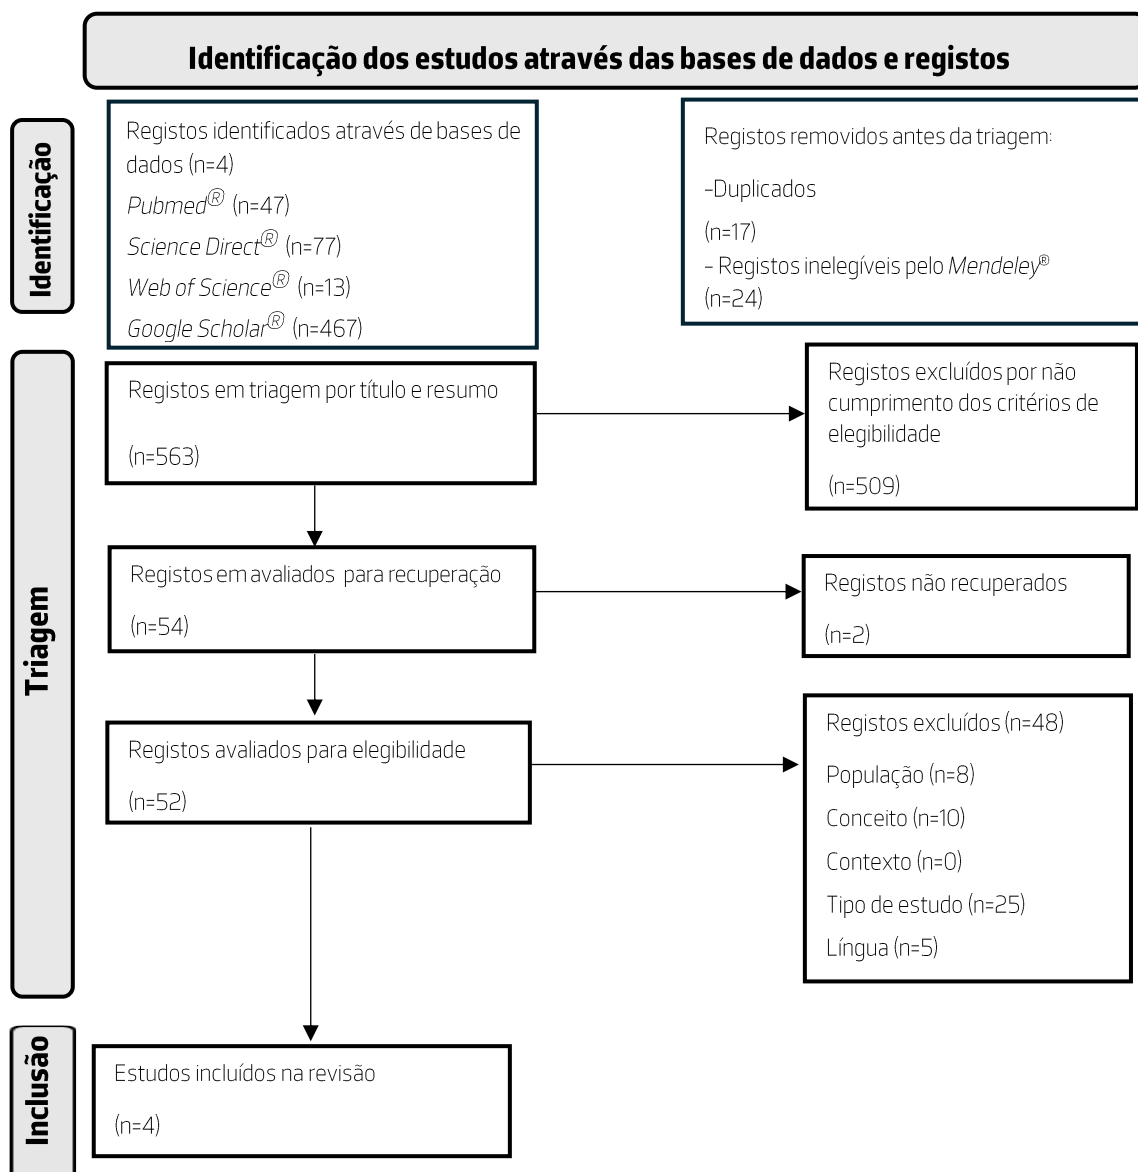 Identificação dos estudos através das bases de dados e registos
Identificação
Registos identificados através de bases de
dados (n=4)
Pubmed® (n=47)
Science Direct® (n=77)
Web of Science® (n=13)
Google Scholar® (n=467)
Registos removidos antes da triagem:
-Duplicados
(n=17)
- Registos inelegíveis pelo Mendeley®
(n=24)
Triagem
Registos em triagem por título e resumo
(n=563)
Registos excluídos por não
cumprimento dos critérios de
elegibilidade
(n=509)
Registos em avaliados para recuperação
(n=54)
Registos não recuperados
(n=2)
Registos avaliados para elegibilidade
(n=52)
Registos excluídos (n=48)
População (n=8)
Conceito (n=10)
Contexto (n=0)
Tipo de estudo (n=25)
Língua (n=5)
Inclusão
Estudos incluídos na revisão
(n=4)